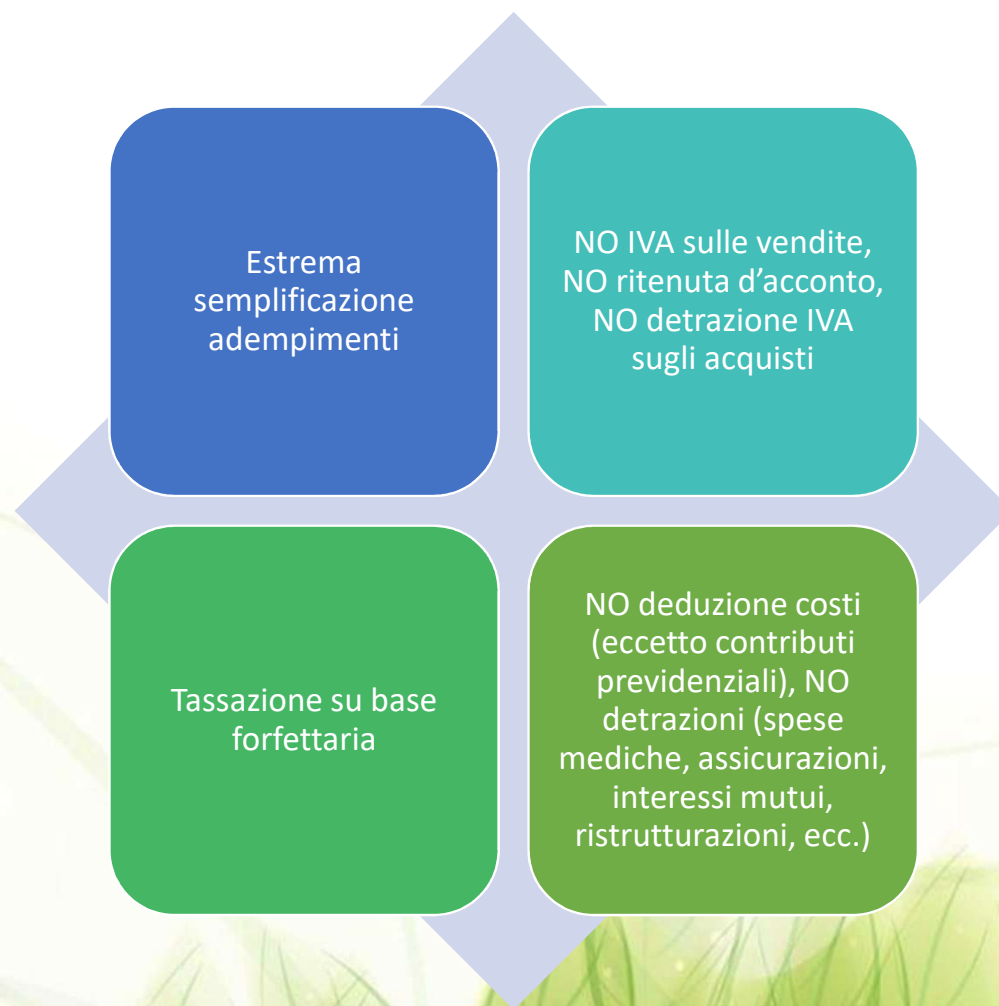 Estrema
semplificazione
adempimenti
NO IVA sulle vendite,
NO ritenuta d’acconto,
NO detrazione IVA
sugli acquisti
Tassazione su base
forfettaria
NO deduzione costi
(eccetto contributi
previdenziali), NO
detrazioni (spese
mediche, assicurazioni,
interessi mutui,
ristrutturazioni, ecc.)